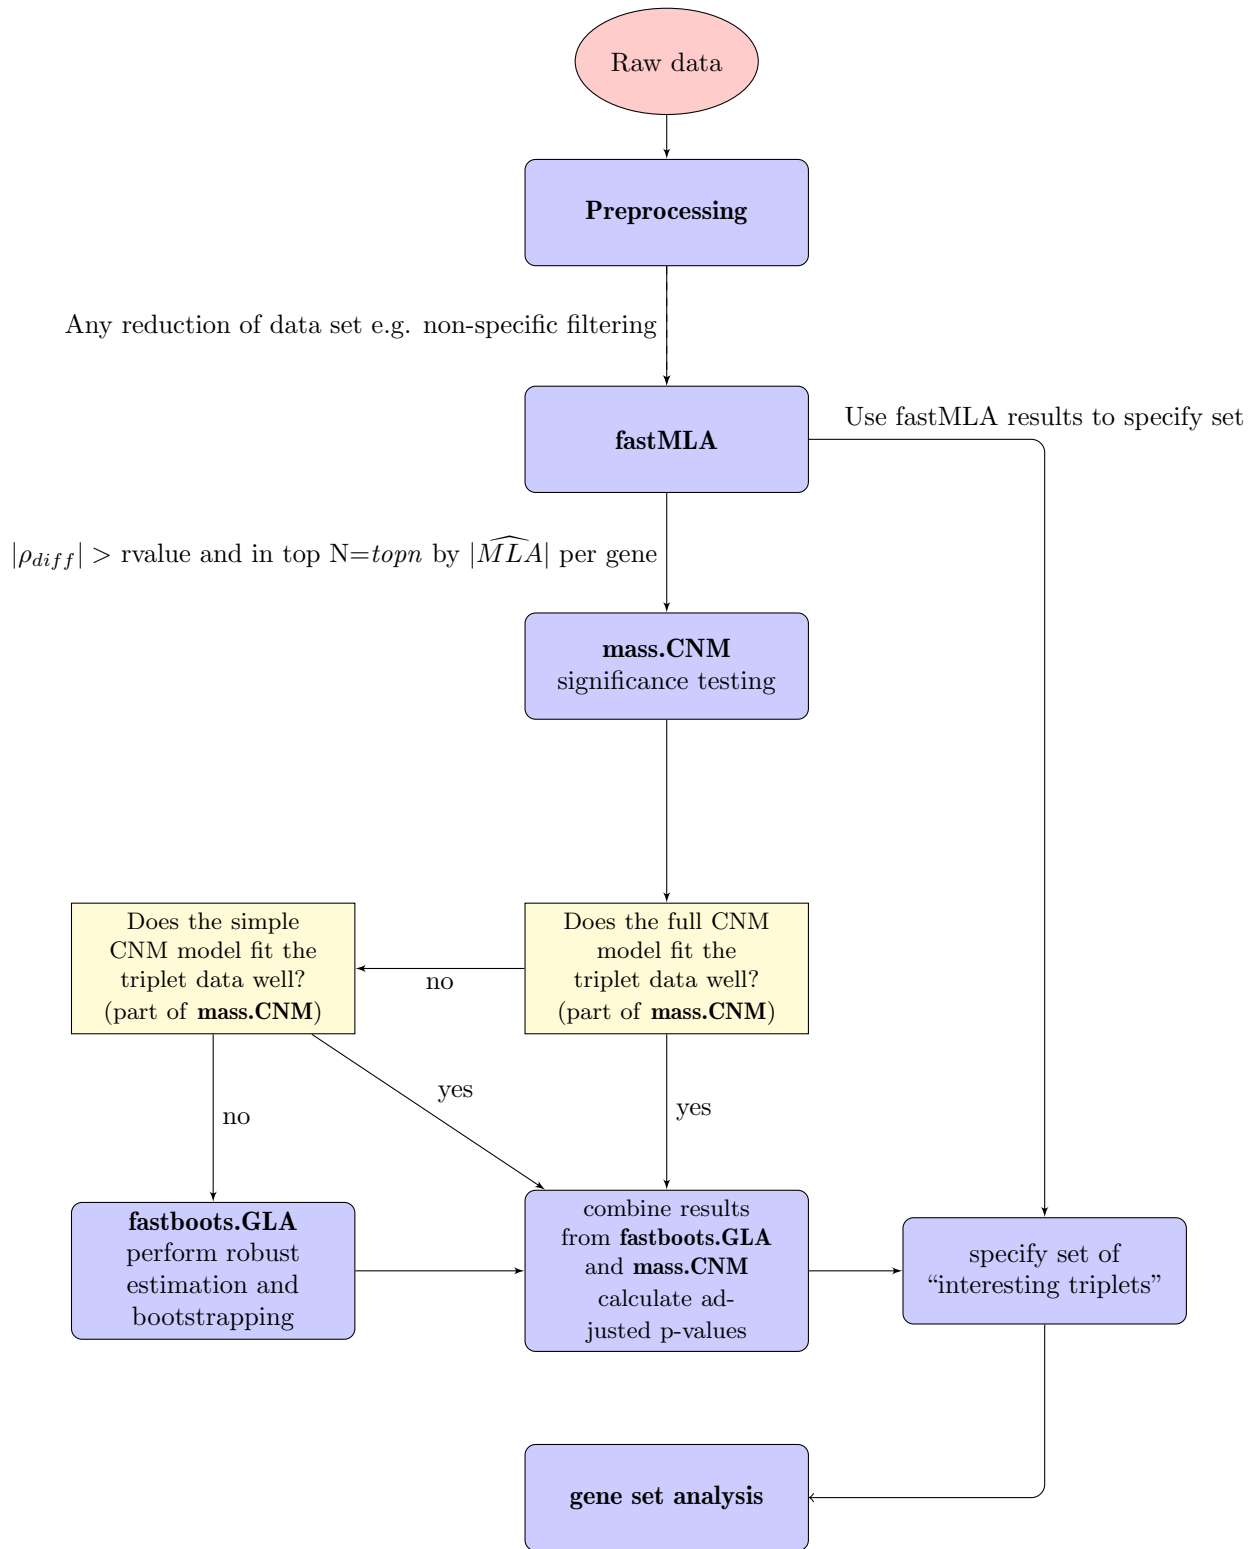 Raw data
Preprocessing
Any reduction of data set e.g. non-specific filtering
fastMLA
Use fastMLA results to specify set
|ρ_{diff}| > rvalue and in top N=topn by |\widehat{MLA}| per gene
mass.CNM
significance testing
Does the simple
CNM model fit the
triplet data well?
(part of mass.CNM)
no
Does the full CNM
model fit the
triplet data well?
(part of mass.CNM)
yes
no
yes
fastboots.GLA
perform robust
estimation and
bootstrapping
combine results
from fastboots.GLA
and mass.CNM
calculate ad-
justed p-values
specify set of
“interesting triplets”
gene set analysis